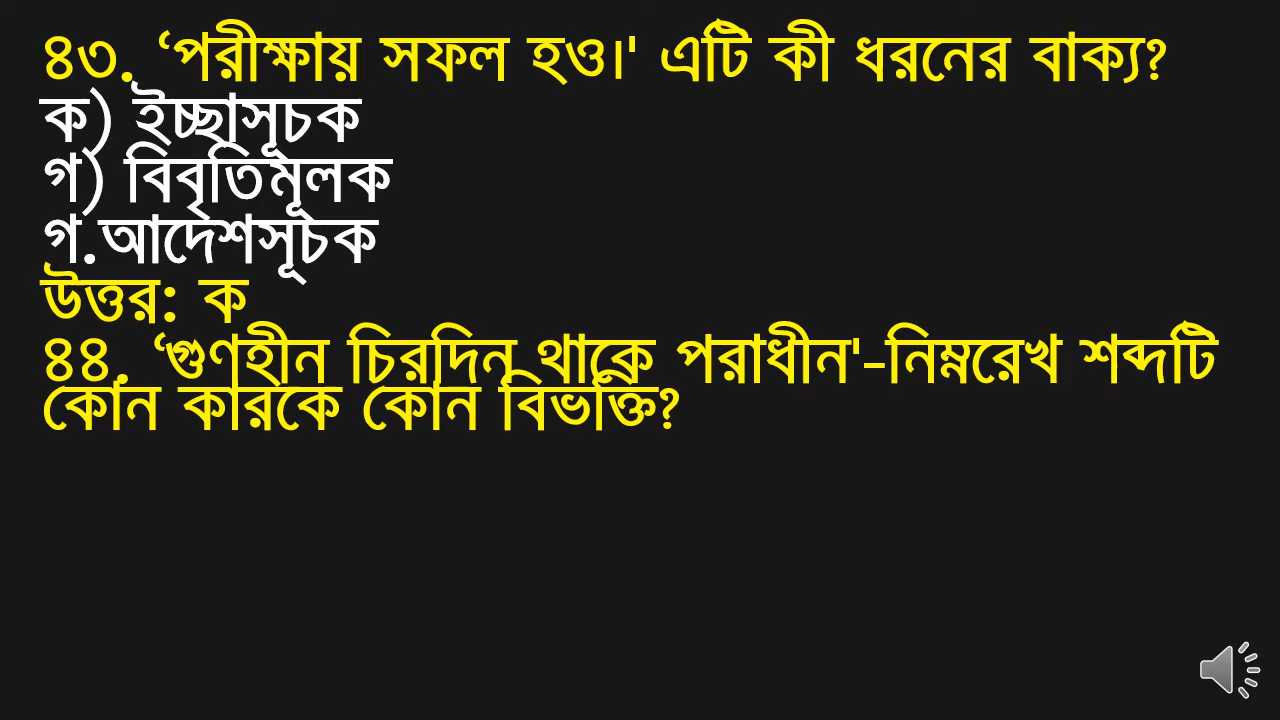 ৪৩. ‘পরীক্ষায় সফল হও।' এটি কী ধরনের বাক্য?
ক) ইচ্ছাসূচক
গ) বিবৃতিমূলক
গ.আদেশসূচক
উত্তর: ক
৪৪. ‘গুণহীন চিরদিন থাকে পরাধীন'-নিম্নরেখ শব্দটি
কোন কারকে কোন বিভক্তি?